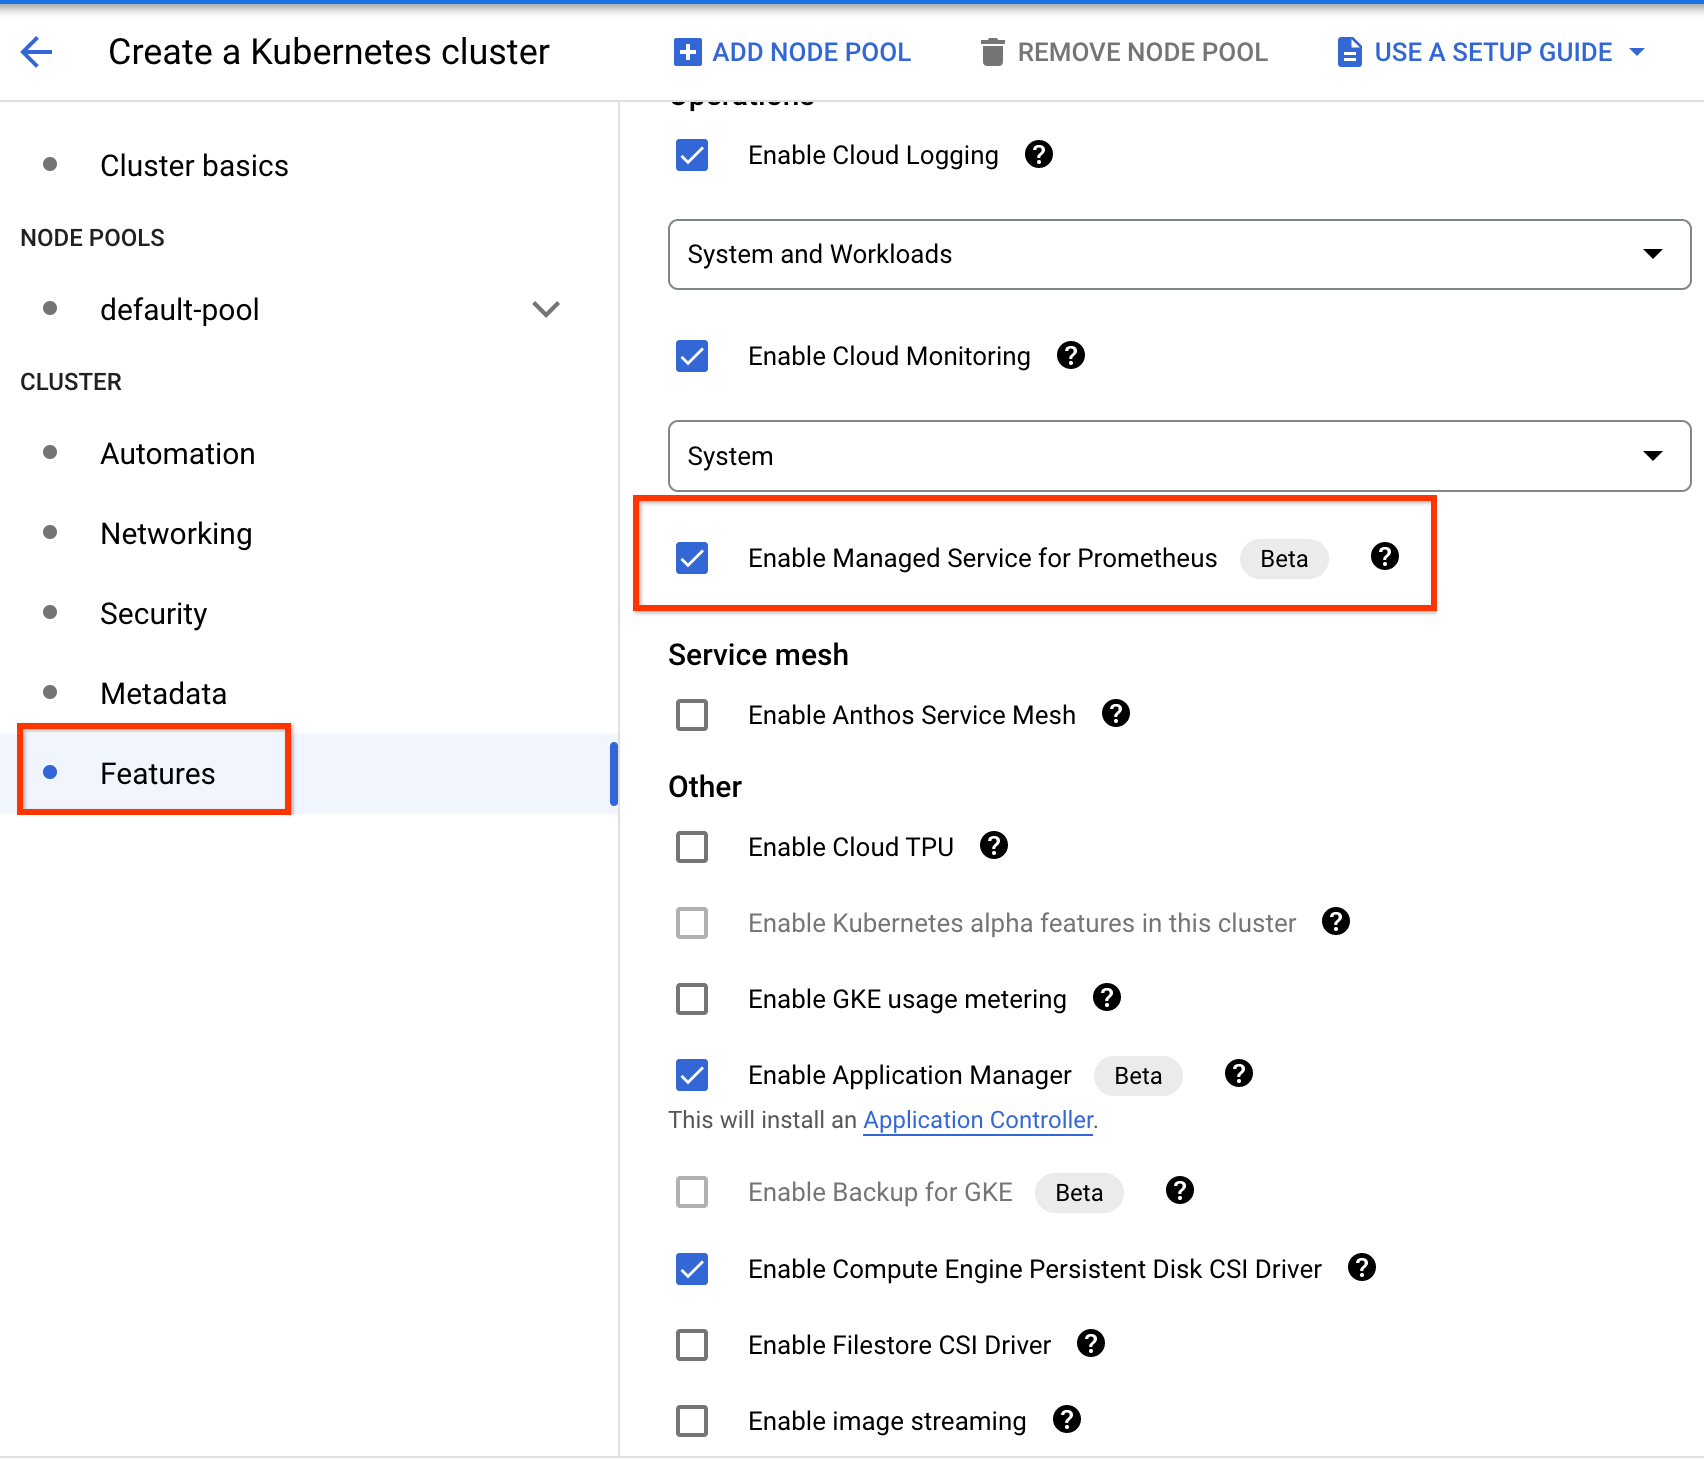 Create a Kubernetes cluster
ADD NODE POOL
REMOVE NODE POOL
USE A SETUP GUIDE
Cluster basics
NODE POOLS
default-pool
CLUSTER
Automation
Networking
Security
Metadata
Features
Operations
Enable Cloud Logging
System and Workloads
Enable Cloud Monitoring
System
Enable Managed Service for Prometheus Beta
Service mesh
Enable Anthos Service Mesh
Other
Enable Cloud TPU
Enable Kubernetes alpha features in this cluster
Enable GKE usage metering
Enable Application Manager Beta
This will install an Application Controller.
Enable Backup for GKE Beta
Enable Compute Engine Persistent Disk CSI Driver
Enable Filestore CSI Driver
Enable image streaming